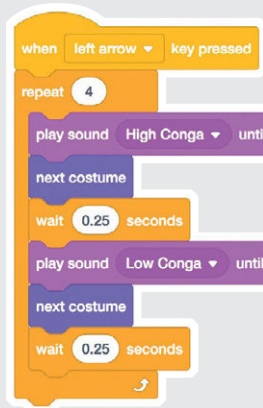 when left arrow key pressed
repeat 4
play sound High Conga until
next costume
wait 0.25 seconds
play sound Low Conga until
next costume
wait 0.25 seconds